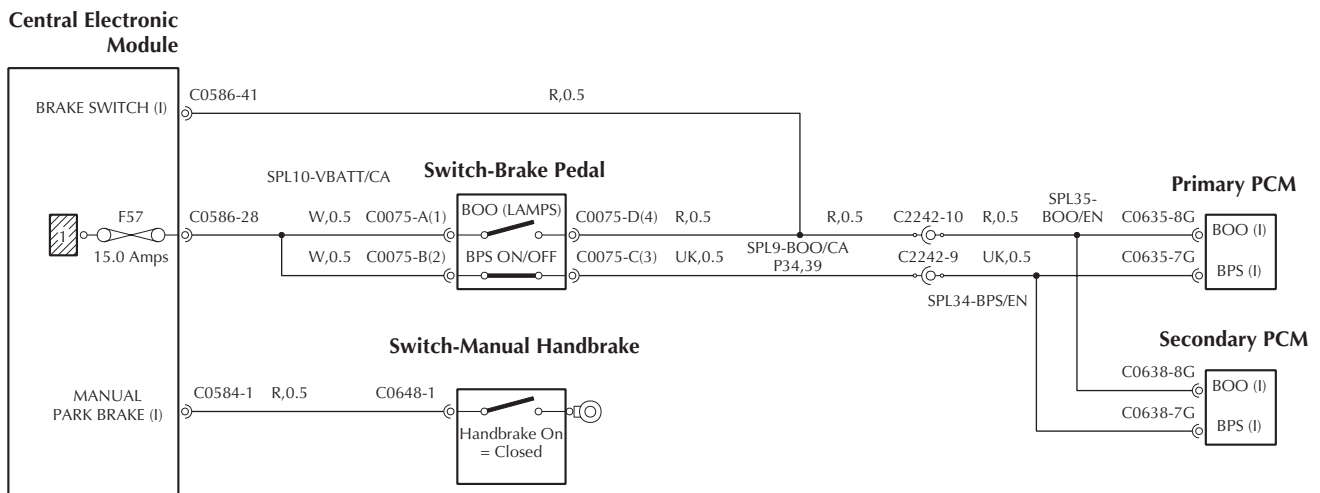 Central Electronic
Module
BRAKE SWITCH (I)
C0586-41
R,0.5
SPL10-VBATT/CA
Switch-Brake Pedal
1
F57
15.0 Amps
C0586-28
W,0.5
C0075-A(1)
BOO (LAMPS)
C0075-D(4)
R,0.5
R,0.5
C2242-10
R,0.5
SPL35-
BOO/EN
C0635-8G
Primary PCM
BOO (I)
W,0.5
C0075-B(2)
BPS ON/OFF
C0075-C(3)
UK,0.5
SPL9-BOO/CA
P34,39
C2242-9
UK,0.5
C0635-7G
BPS (I)
SPL34-BPS/EN
Switch-Manual Handbrake
Secondary PCM
MANUAL
PARK BRAKE (I)
C0584-1
R,0.5
C0648-1
Handbrake On
= Closed
C0638-8G
BOO (I)
C0638-7G
BPS (I)